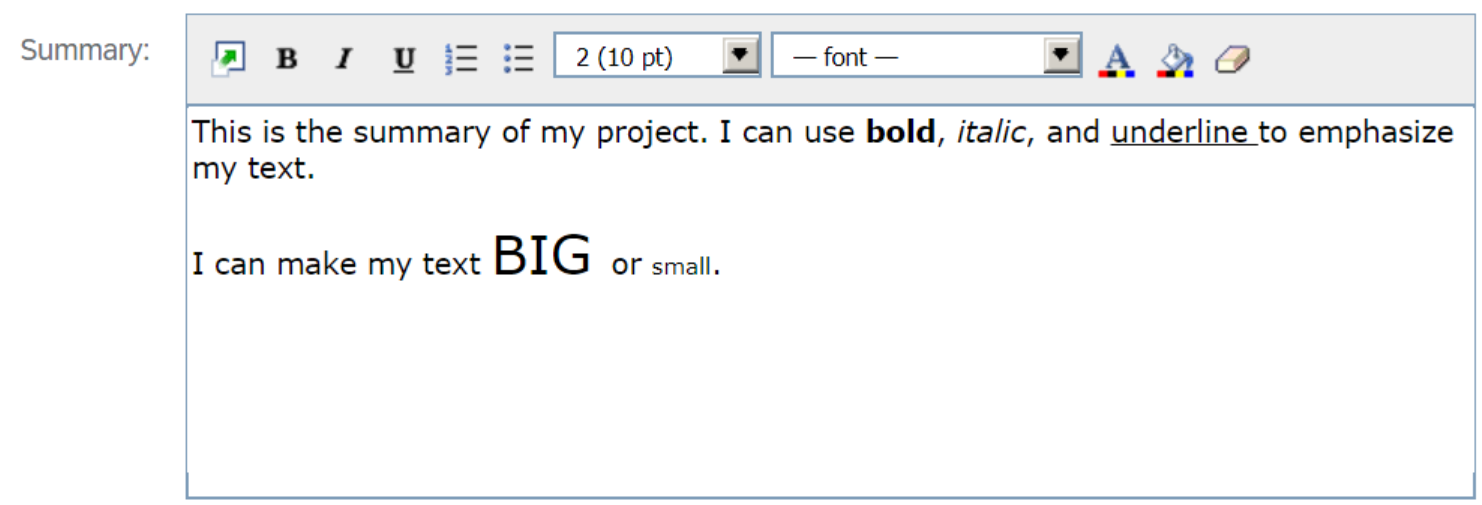 Summary:
B I U 2 (10 pt) — font — A
This is the summary of my project. I can use bold, italic, and underline to emphasize
my text.
I can make my text BIG or small.